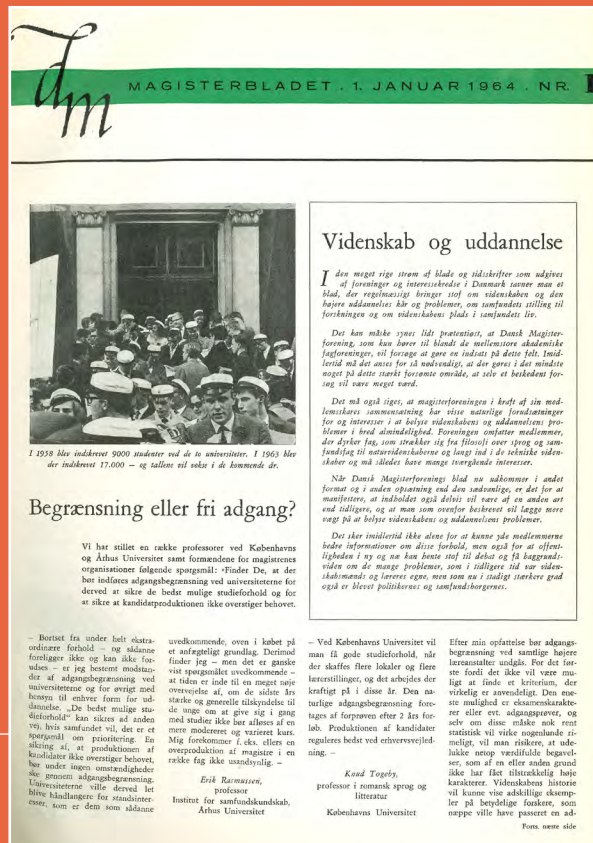 dm
MAGISTERBLADET . 1. JANUAR 1964 . NR.
I 1958 blev indskrevet 9000 studenter ved de to universiteter. I 1963 blev
der indskrevet 17.000 — og tallene vil vokse i de kommende år.
Begrænsning eller fri adgang?
Vi har stillet en række professorer ved Københavns
og Århus Universitet samt formændene for magistrenes
organisationer følgende spørgsmål: »Finder De, at der
bør indføres adgangsbegrænsning ved universiteterne for
derved at sikre de bedst mulige studieforhold og for
at sikre at kandidatproduktionen ikke overstiger behovet.
Videnskab og uddannelse
I den meget rige strøm af blade og tidsskrifter som udgives
af foreninger og interessekredse i Danmark savner man et
blad, der regelmæssigt bringer stof om videnskaben og den
højere uddannelses kår og problemer, om samfundets stilling til
forskningen og om videnskabens plads i samfundets liv.
Det kan måske synes lidt prætentiøst, at Dansk Magister-
forening, som kun hører til blandt de mellemstore akademiske
fagforeninger, vil forsøge at gøre en indsats på dette felt. Imid-
lertid må det anses for så nødvendigt, at der gøres i det mindste
noget på dette stærkt forsømte område, at selv et beskedent for-
søg vil være meget værd.
Det må også siges, at magisterforeningen i kraft af sin med-
lemsskares sammensætning har visse naturlige forudsætninger
for og interesser i at belyse videnskabens og uddannelsens pro-
blemer i bred almindelighed. Foreningen omfatter medlemmer,
der dyrker fag, som strækker sig fra filosofi over sprog og sam-
fundsfag til naturvidenskaberne og langt ind i de tekniske viden-
skaber og må således have mange tværgående interesser.
Når Dansk Magisterforenings blad nu udkommer i andet
format og i anden opsætning end den sædvanlige, er det for at
manifestere, at indholdet også delvis vil være af en anden art
end tidligere, og at man som ovenfor beskrevet vil lægge mere
vægt på at belyse videnskabens og uddannelsens problemer.
Det sker imidlertid ikke alene for at kunne yde medlemmerne
bedre informationer om disse forhold, men også for at offent-
ligheden i ny og næ kan hente stof til debat og få baggrunds-
viden om de mange problemer, som i tidligere tid var viden-
skabsmænds og læreres egne, men som nu i stadigt stærkere grad
også er blevet politikernes og samfundsborgernes.
– Bortset fra under helt ekstra-
ordinære forhold – og sådanne
foreligger ikke og kan ikke for-
udses – er jeg bestemt modstan-
der af adgangsbegrænsning ved
universiteterne og for øvrigt med
hensyn til enhver form for ud-
dannelse. „De bedst mulige stu-
dieforhold” kan sikres ad anden
vej, hvis samfundet vil, det er et
spørgsmål om prioritering. En
sikring af, at produktionen af
kandidater ikke overstiger behovet,
bør under ingen omstændigheder
ske gennem adgangsbegrænsning.
Universiteterne ville derved let
blive håndlangere for standsinter-
esser, som er dem som sådanne
uvedkommende, oven i købet på
et anfægteligt grundlag. Derimod
finder jeg – men det er ganske
vist spørgsmålet uvedkommende –
at tiden er inde til en meget nøje
overvejelse af, om de sidste års
stærke og generelle tilskyndelse til
de unge om at give sig i gang
med studier ikke bør afløses af en
mere modereret og varieret kurs.
Mig forekommer f. eks. ellers en
overproduktion af magistre i en
række fag ikke usandsynlig. –
Erik Rasmussen,
professor
Institut for samfundskundskab,
Århus Universitet
– Ved Københavns Universitet vil
man få gode studieforhold, når
der skaffes flere lokaler og flere
lærerstillinger, og det arbejdes der
kraftigt på i disse år. Den na-
turlige adgangsbegrænsning fore-
tages af forprøven efter 2 års for-
løb. Produktionen af kandidater
reguleres bedst ved erhvervsvejled-
ning. –
Knud Togeby,
professor i romansk sprog og
litteratur
Københavns Universitet
Efter min opfattelse bør adgangs-
begrænsning ved samtlige højere
læreanstalter undgås. For det før-
ste fordi det ikke vil være mu-
ligt at finde et kriterium, der
virkelig er anvendeligt. Den ene-
ste mulighed er eksamenskarakte-
rer eller evt. adgangsprøver, og
selv om disse måske nok rent
statistisk vil virke nogenlunde ri-
meligt, vil man risikere, at ude-
lukke netop værdifulde begavel-
ser, som af en eller anden grund
ikke har fået tilstrækkelig høje
karakterer. Videnskabens historie
vil kunne vise adskillige eksemp-
ler på betydelige forskere, som
næppe ville have passeret en ad-
Forts. næste side